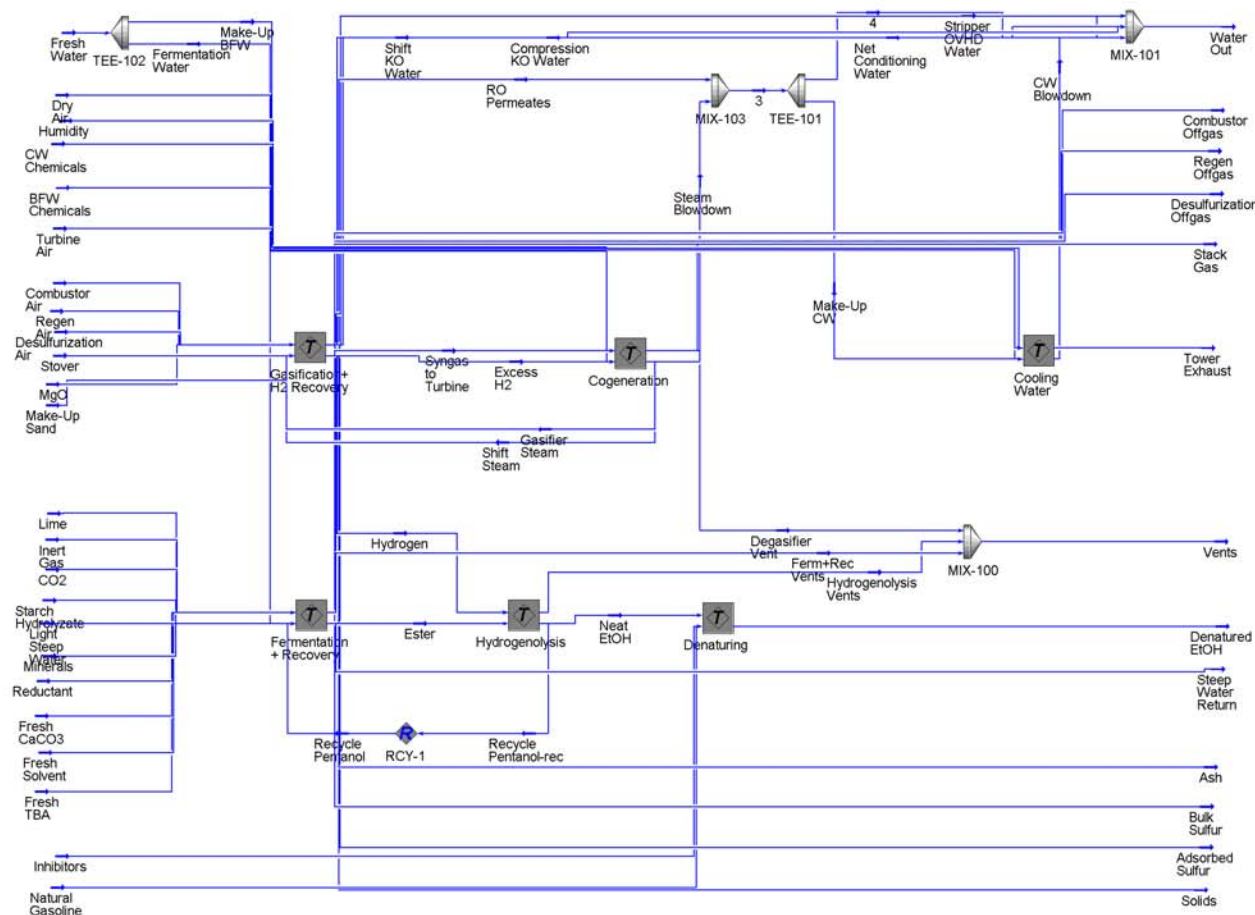 Fresh
Water
TEE-102
Make-Up
BFW
Fermentation
Water
4
Stripper
OVHD
Water
MIX-101
Water
Out
Shift
KO
Water
Compression
KO Water
Net
Conditioning
Water
RO
Permeates
MIX-103
3
TEE-101
CW
Blowdown
Dry
Air
Humidity
CW
Chemicals
BFW
Chemicals
Turbine
Air
Combustor
Offgas
Regen
Offgas
Desulfurization
Offgas
Stack
Gas
Steam
Blowdown
Make-Up
CW
Combustor
Air
Regen
Air
Desulfurization
Air
Stover
MgO
Make-Up
Sand
T
Gasification+
H2 Recovery
Syngas
to
Turbine
Excess
H2
T
Cogeneration
T
Cooling
Water
Tower
Exhaust
Gasifier
Steam
Shift
Steam
Lime
Inert
Gas
CO2
Starch
Hydrolyzate
Light
Steep
Water
Minerals
Reductant
Fresh
CaCO3
Fresh
Solvent
Fresh
TBA
Hydrogen
Degasifier
Vent
Ferm+Rec
Vents
Hydrogenolysis
Vents
MIX-100
Vents
T
Fermentation
+ Recovery
Ester
T
Hydrogenolysis
Neat
EtOH
T
Denaturing
Denatured
EtOH
Steep
Water
Return
Recycle
Pentanol
R
RCY-1
Recycle
Pentanol-rec
Ash
Bulk
Sulfur
Inhibitors
Adsorbed
Sulfur
Natural
Gasoline
Solids